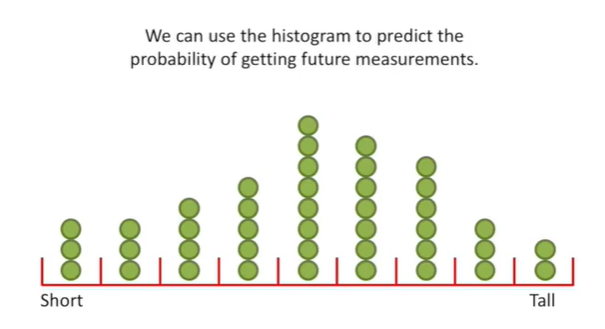 We can use the histogram to predict the
probability of getting future measurements.
Short
Tall